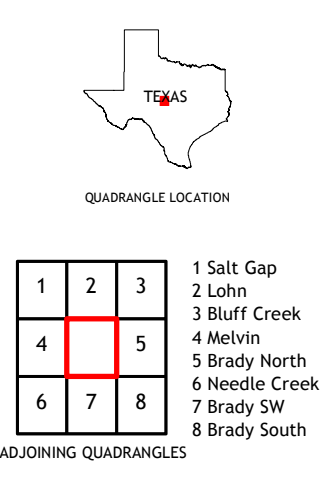 TEXAS
QUADRANGLE LOCATION
1 2 3
4 5
6 7 8
1 Salt Gap
2 Lohn
3 Bluff Creek
4 Melvin
5 Brady North
6 Needle Creek
7 Brady SW
8 Brady South
ADJOINING QUADRANGLES